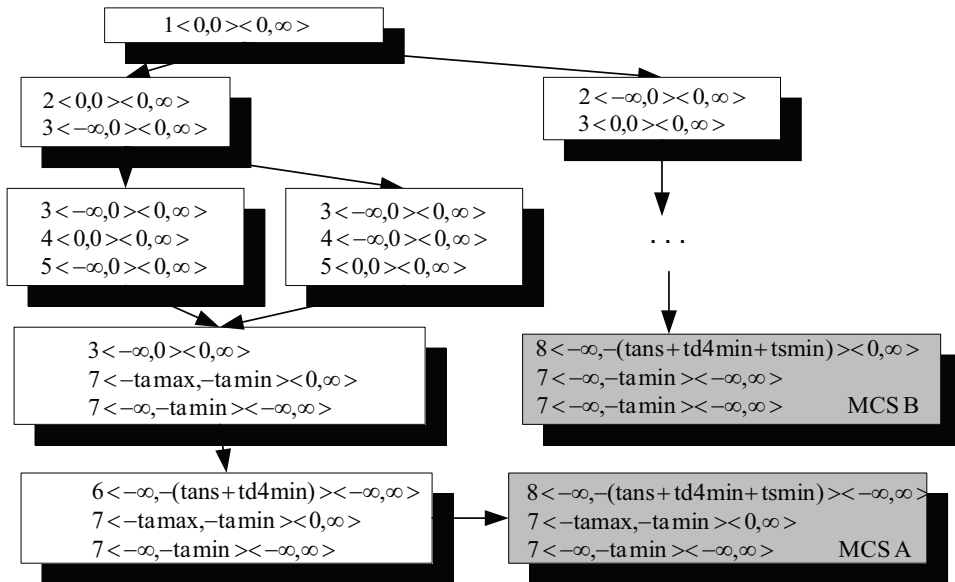 1<0,0><0,∞>
2<0,0><0,∞>
3<−∞,0><0,∞>
2<−∞,0><0,∞>
3<0,0><0,∞>
3<−∞,0><0,∞>
4<0,0><0,∞>
5<−∞,0><0,∞>
3<−∞,0><0,∞>
4<−∞,0><0,∞>
5<0,0><0,∞>
. . .
3<−∞,0><0,∞>
7<−tamax,−tamin><0,∞>
7<−∞,−tamin><−∞,∞>
8<−∞,−(tans+td4min+tsmin)><0,∞>
7<−∞,−tamin><−∞,∞>
7<−∞,−tamin><−∞,∞> MCS B
6<−∞,−(tans+td4min)><−∞,∞>
7<−tamax,−tamin><0,∞>
7<−∞,−tamin><−∞,∞>
8<−∞,−(tans+td4min+tsmin)><−∞,∞>
7<−tamax,−tamin><0,∞>
7<−∞,−tamin><−∞,∞> MCS A